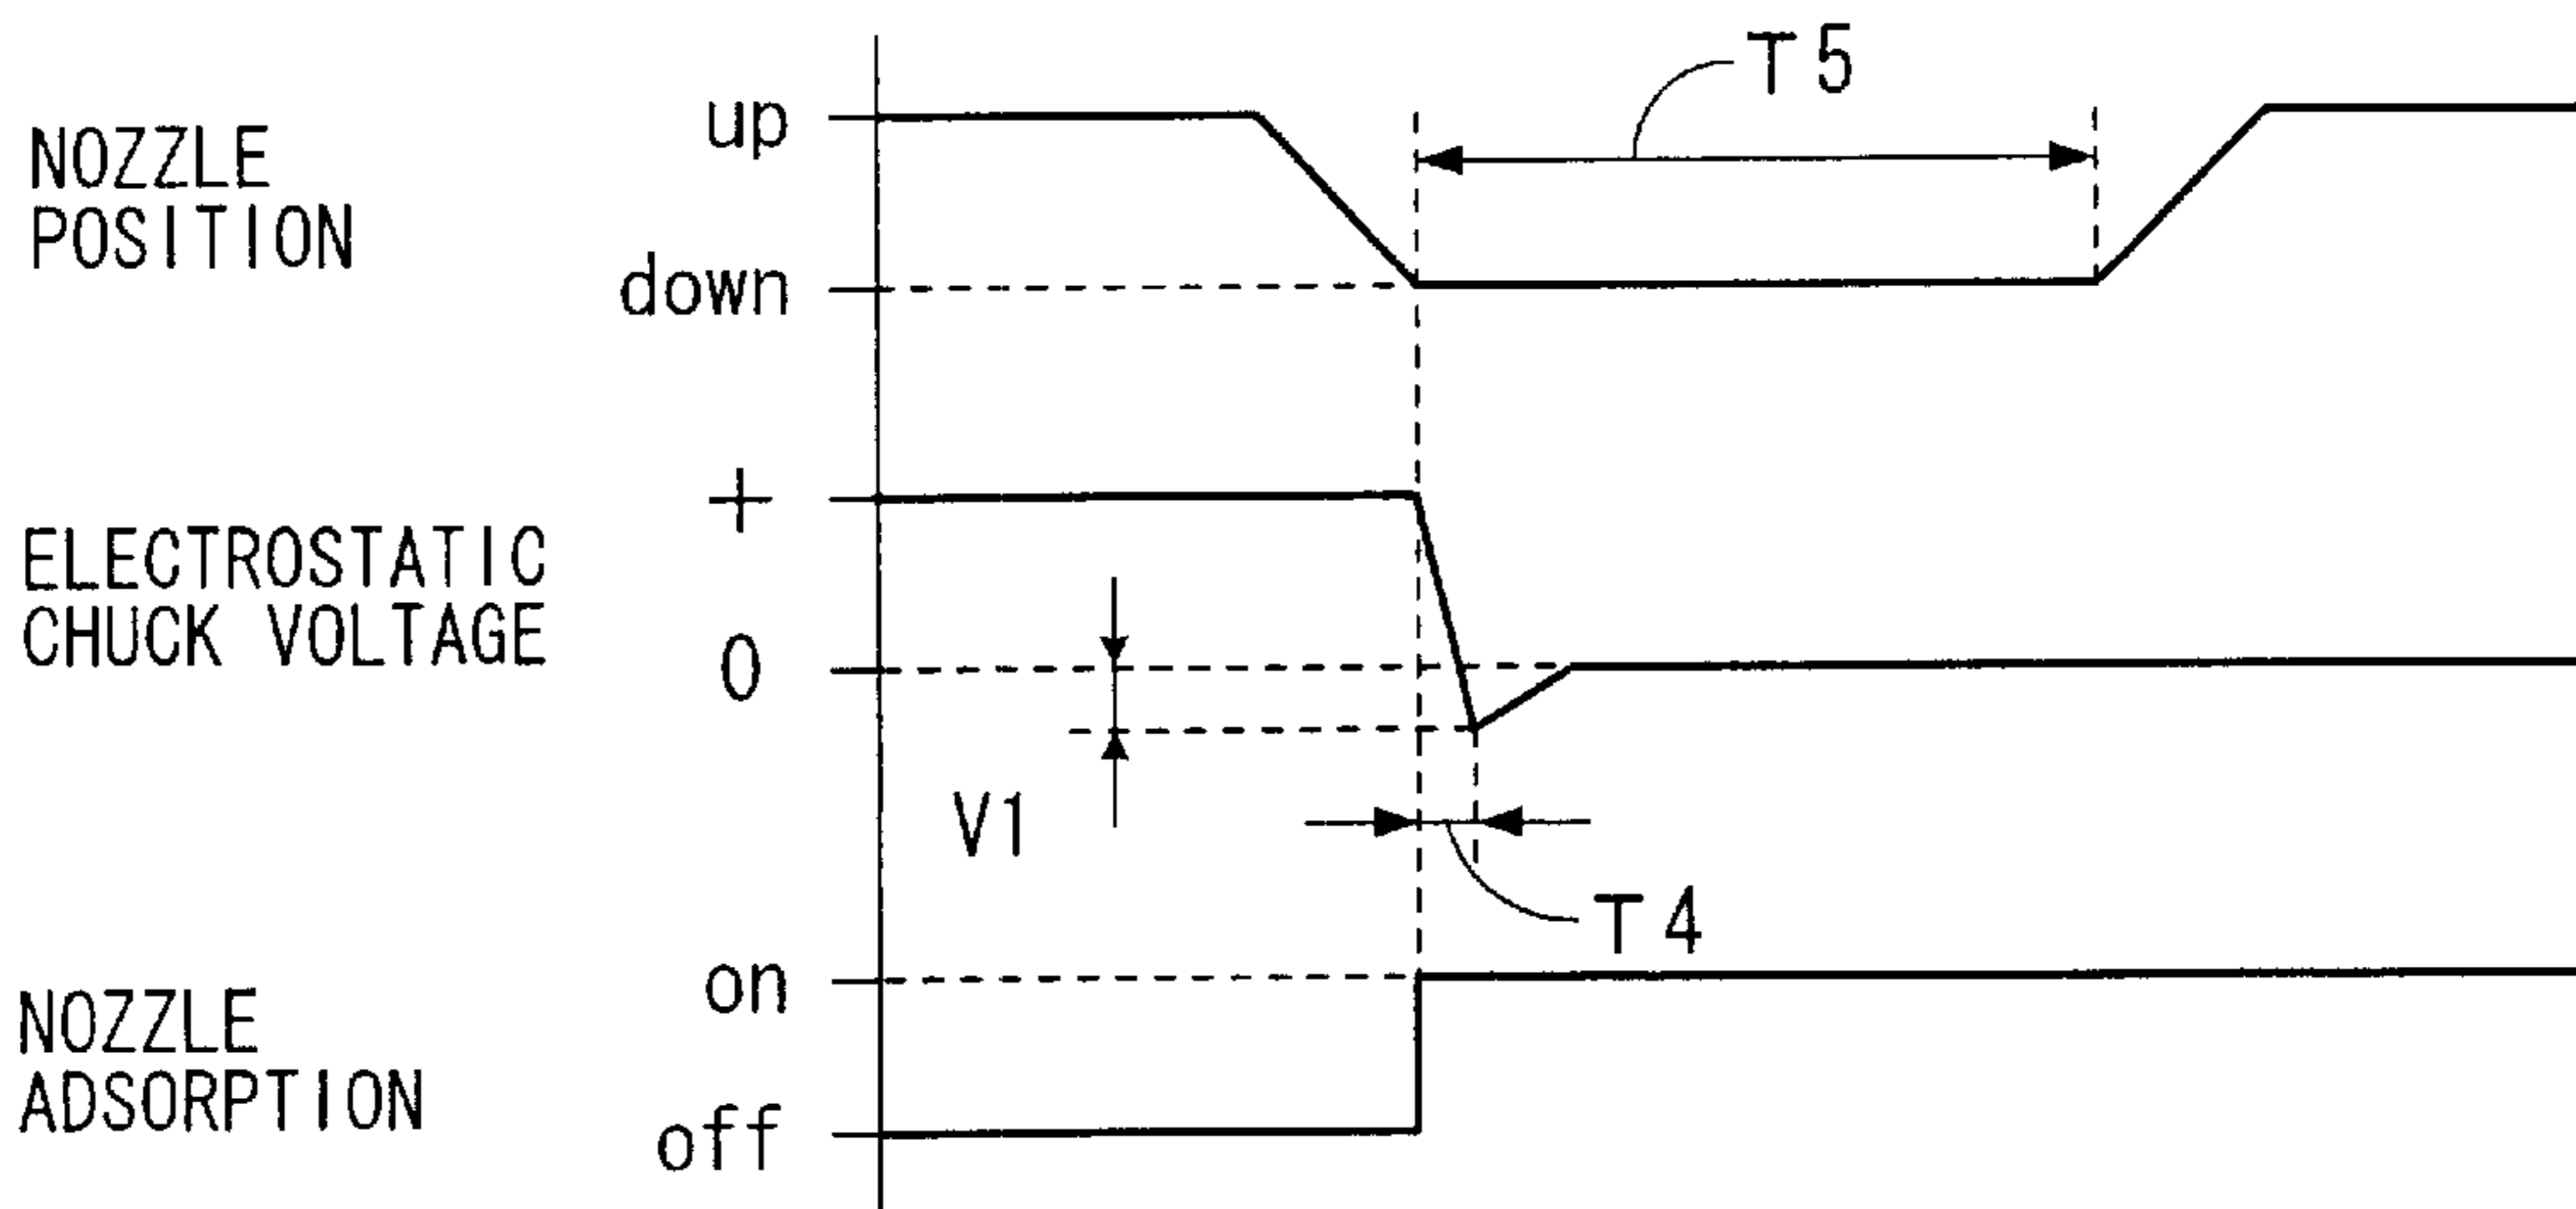 T5
up
NOZZLE
POSITION
down
+
ELECTROSTATIC
CHUCK VOLTAGE
0
V1
T4
on
NOZZLE
ADSORPTION
off